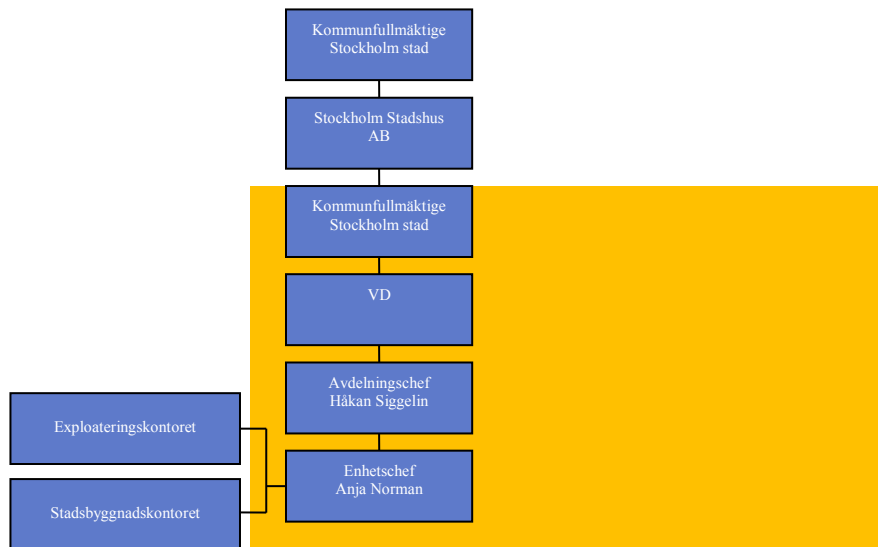 Kommunfullmäktige
Stockholm stad
Stockholm Stadshus
AB
Kommunfullmäktige
Stockholm stad
VD
Avdelningschef
Håkan Siggelin
Exploateringskontoret
Enhetschef
Anja Norman
Stadsbyggnadskontoret